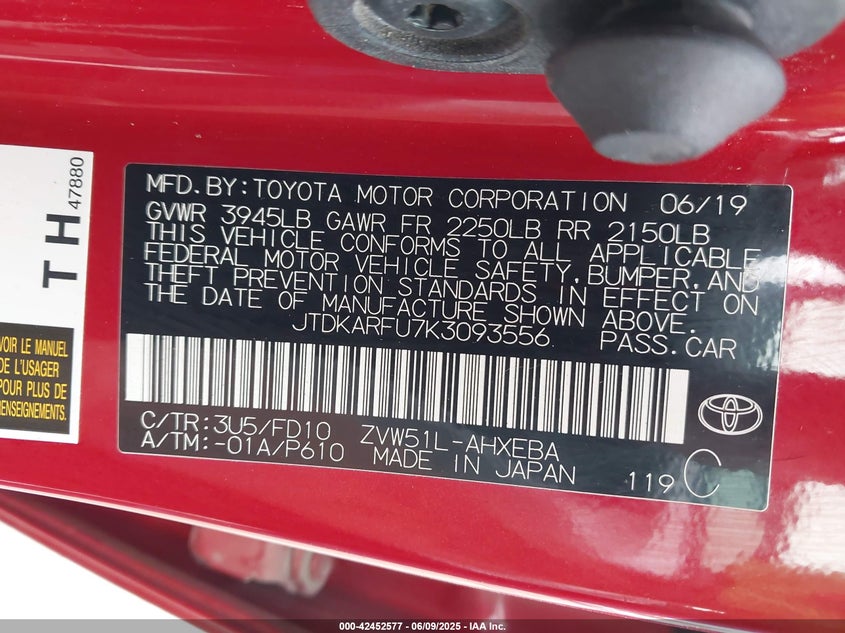 TH
47880
VOIR LE MANUEL
DE L'USAGER
POUR PLUS DE
RENSEIGNEMENTS.
MFD.BY:TOYOTA MOTOR CORPORATION 06/19
GVWR 3945LB GAWR FR 2250LB RR 2150LB
THIS VEHICLE CONFORMS TO ALL APPLICABLE
FEDERAL MOTOR VEHICLE SAFETY,BUMPER,AND
THEFT PREVENTION STANDARDS IN EFFECT ON
THE DATE OF MANUFACTURE SHOWN ABOVE.
JTDKARFU7K3093556 PASS.CAR
C/TR:3U5/FD10 ZVW51L-AHXEBA
A/TM:-01A/P610 MADE IN JAPAN
119 C
000-42452577 | 06/09/2025 | IAA Inc.